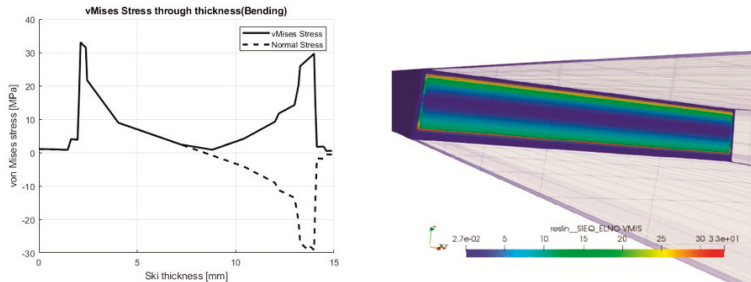 vMises Stress through thickness(Bending)
vMises Stress
Normal Stress
von Mises stress [MPa]
40
30
20
10
0
-10
-20
-30
0
5
10
15
Ski thickness [mm]
reslin__SIEQ_ELNO-VMIS
2.7e-02 5 10 15 20 25 30 3.3e+01